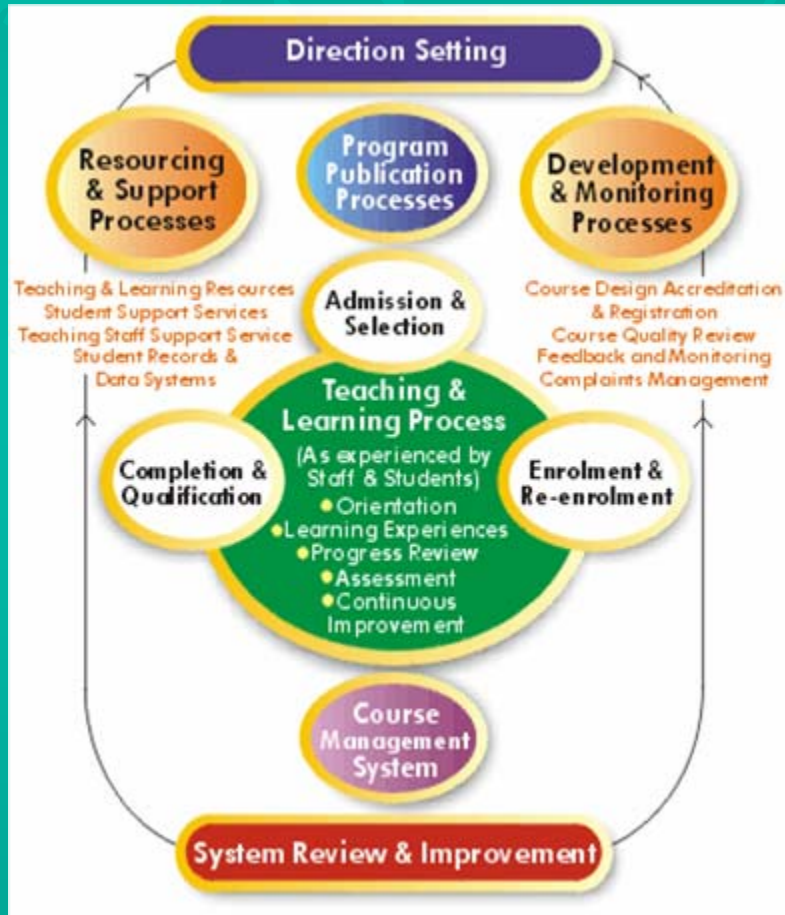 Direction Setting
Resourcing
& Support
Processes
Program
Publication
Processes
Development
& Monitoring
Processes
Teaching & Learning Resources
Student Support Services
Teaching Staff Support Service
Student Records &
Data Systems
Admission &
Selection
Course Design Accreditation
& Registration
Course Quality Review
Feedback and Monitoring
Complaints Management
Teaching &
Learning Process
(As experienced by
Staff & Students)
•Orientation
•Learning Experiences
•Progress Review
•Assessment
•Continuous
Improvement
Completion &
Qualification
Enrolment &
Re-enrolment
Course
Management
System
System Review & Improvement